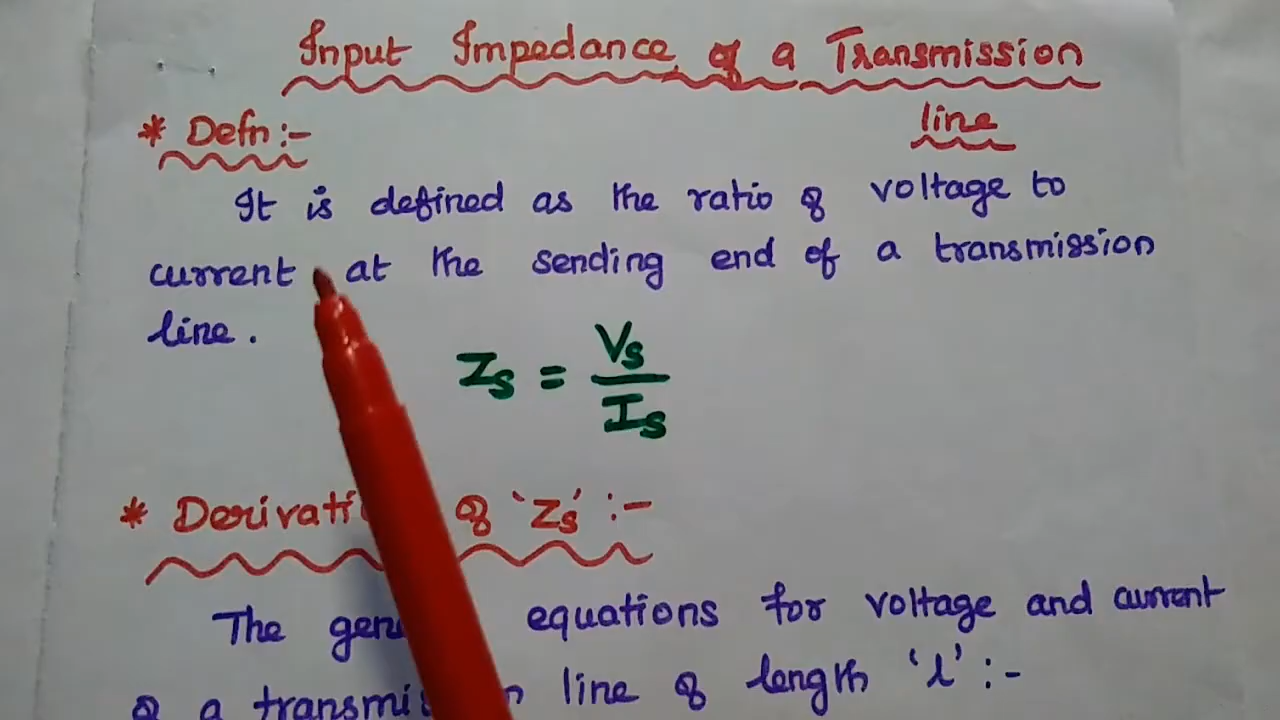 Input Impedance of a Transmission
line
* Defn :-
It is defined as the ratio of voltage to
current at the sending end of a transmission
line.
Zs = Vs / Is
* Derivati of 'Zs' :-
The gen equations for voltage and current
of a transmis n line of length 'l' :-